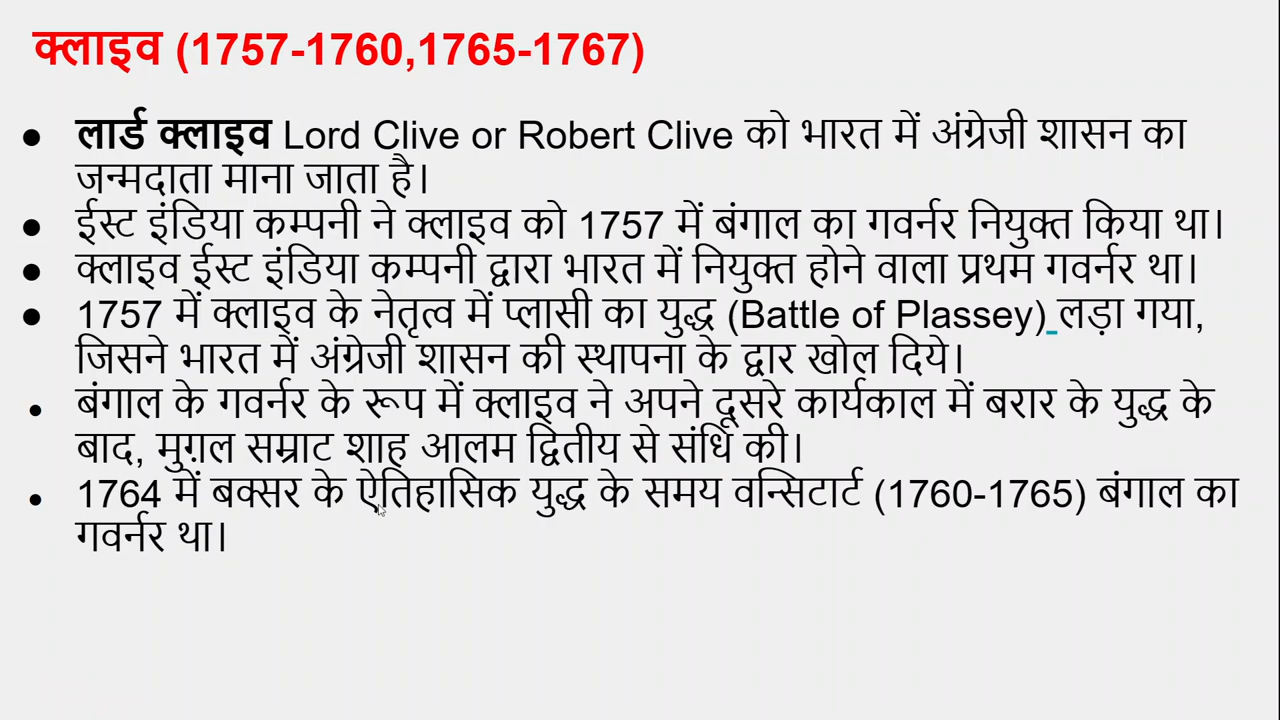 क्लाइव (1757-1760,1765-1767)
● लार्ड क्लाइव Lord Clive or Robert Clive को भारत में अंग्रेजी शासन का
जन्मदाता माना जाता है।
● ईस्ट इंडिया कम्पनी ने क्लाइव को 1757 में बंगाल का गवर्नर नियुक्त किया था।
● क्लाइव ईस्ट इंडिया कम्पनी द्वारा भारत में नियुक्त होने वाला प्रथम गवर्नर था।
● 1757 में क्लाइव के नेतृत्व में प्लासी का युद्ध (Battle of Plassey) लड़ा गया,
जिसने भारत में अंग्रेजी शासन की स्थापना के द्वार खोल दिये।
● बंगाल के गवर्नर के रूप में क्लाइव ने अपने दूसरे कार्यकाल में बरार के युद्ध के
बाद, मुग़ल सम्राट शाह आलम द्वितीय से संधि की।
● 1764 में बक्सर के ऐतिहासिक युद्ध के समय वन्सिटार्ट (1760-1765) बंगाल का
गवर्नर था।